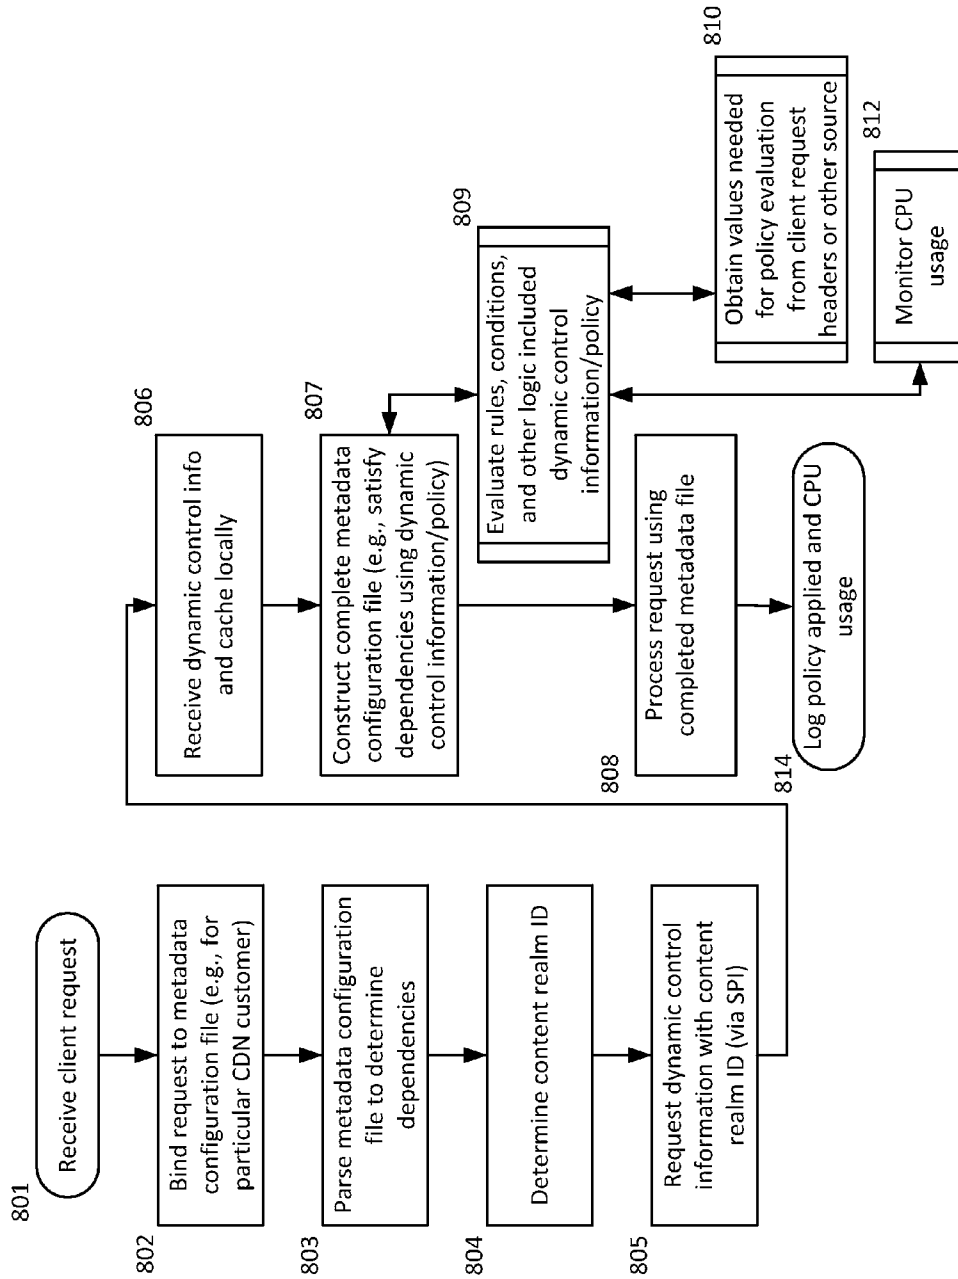 801
Receive client request
802
Bind request to metadata
configuration file (e.g., for
particular CDN customer)
803
Parse metadata configuration
file to determine
dependencies
804
Determine content realm ID
805
Request dynamic control
information with content
realm ID (via SPI)
806
Receive dynamic control info
and cache locally
807
Construct complete metadata
configuration file (e.g., satisfy
dependencies using dynamic
control information/policy)
808
Process request using
completed metadata file
814
Log policy applied and CPU
usage
809
Evaluate rules, conditions,
and other logic included
dynamic control
information/policy
810
Obtain values needed
for policy evaluation
from client request
headers or other source
812
Monitor CPU
usage